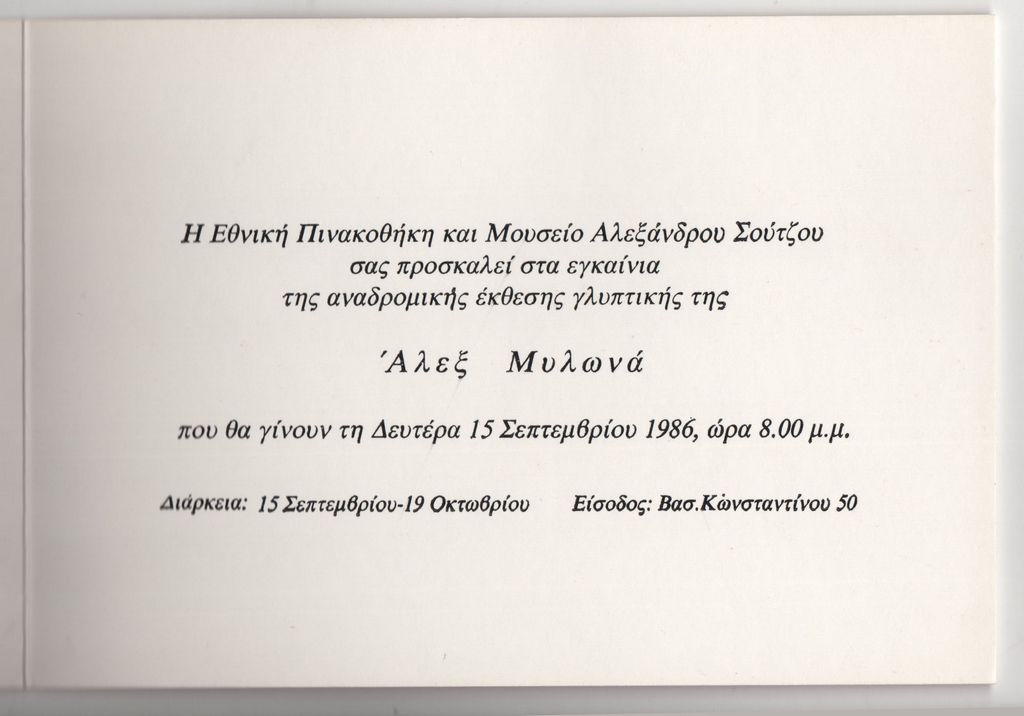 Η Εθνική Πινακοθήκη και Μουσείο Αλεξάνδρου Σούτζου
σας προσκαλεί στα εγκαίνια
της αναδρομικής έκθεσης γλυπτικής της
Άλεξ Μυλωνά
που θα γίνουν τη Δευτέρα 15 Σεπτεμβρίου 1986, ώρα 8.00 μ.μ.
Διάρκεια: 15 Σεπτεμβρίου-19 Οκτωβρίου Είσοδος: Βασ.Κώνσταντίνου 50